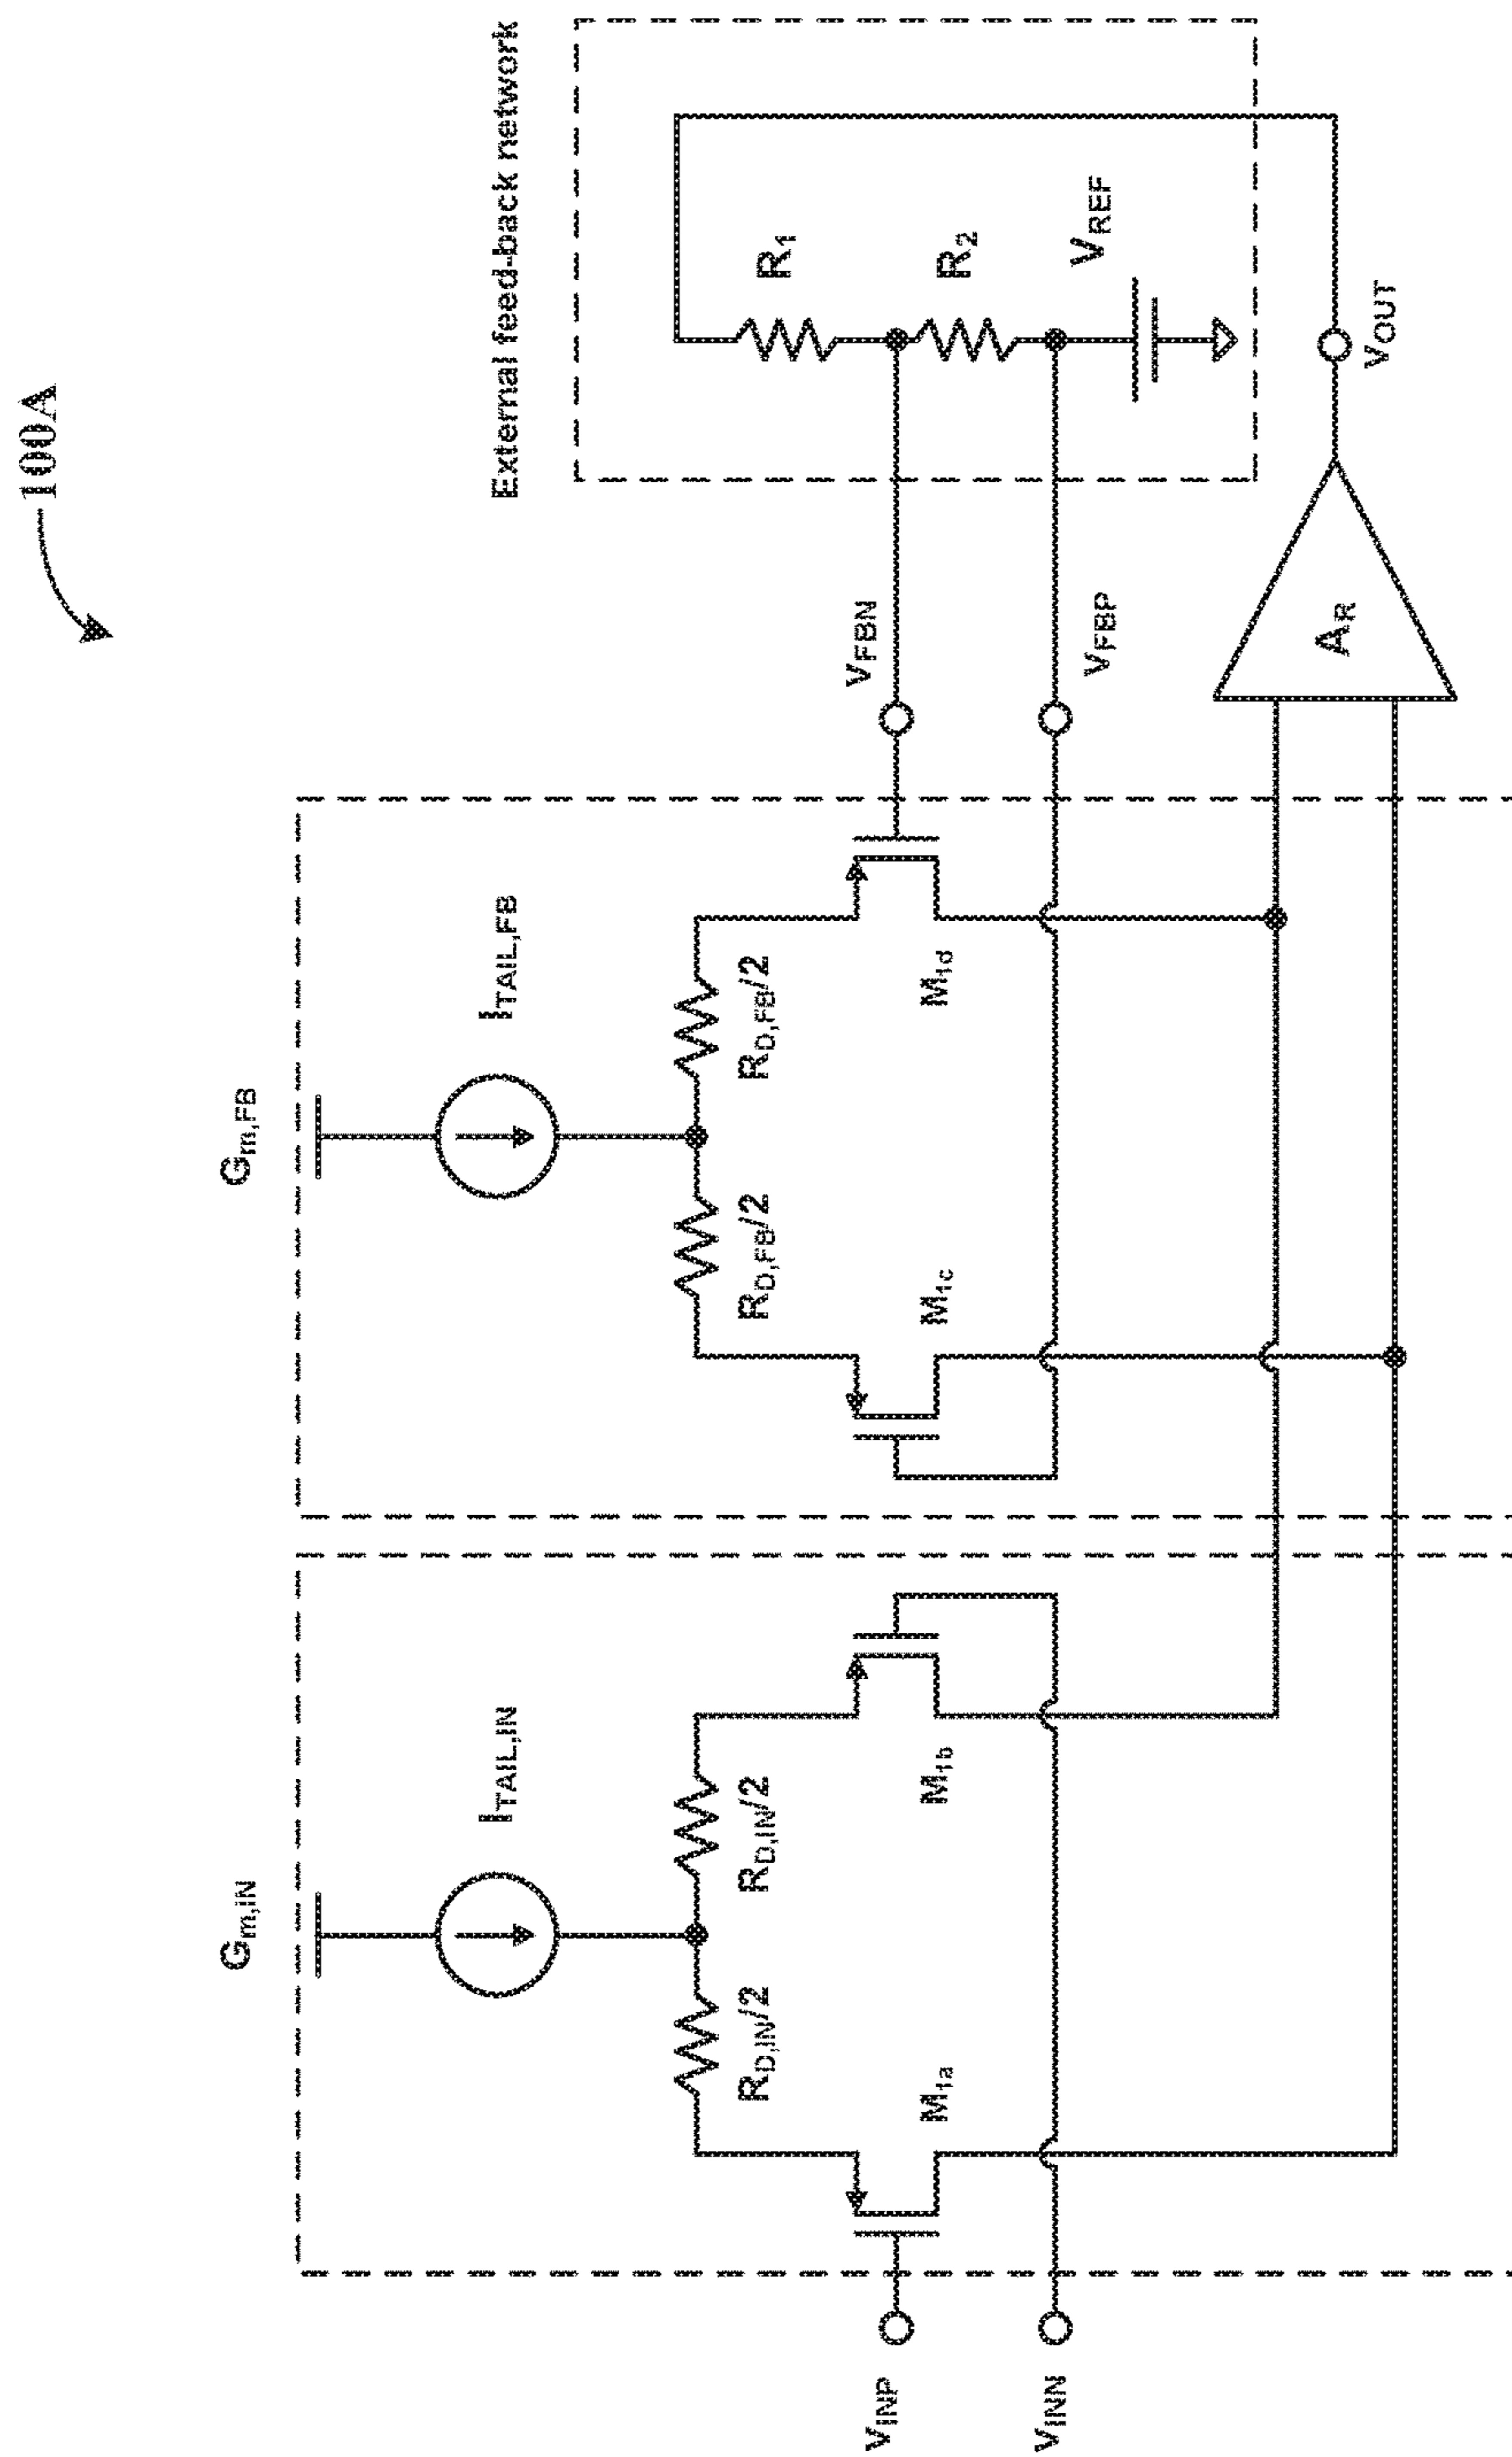 100A
External feed-back network
Gm,IN
Gm,FB
ITAIL,IN
ITAIL,FB
RD,IN/2
RD,IN/2
RD,FB/2
RD,FB/2
R1
R2
VREF
VINP
VINN
M1a
M1b
M1c
M1d
VFBN
VFBP
AR
VOUT